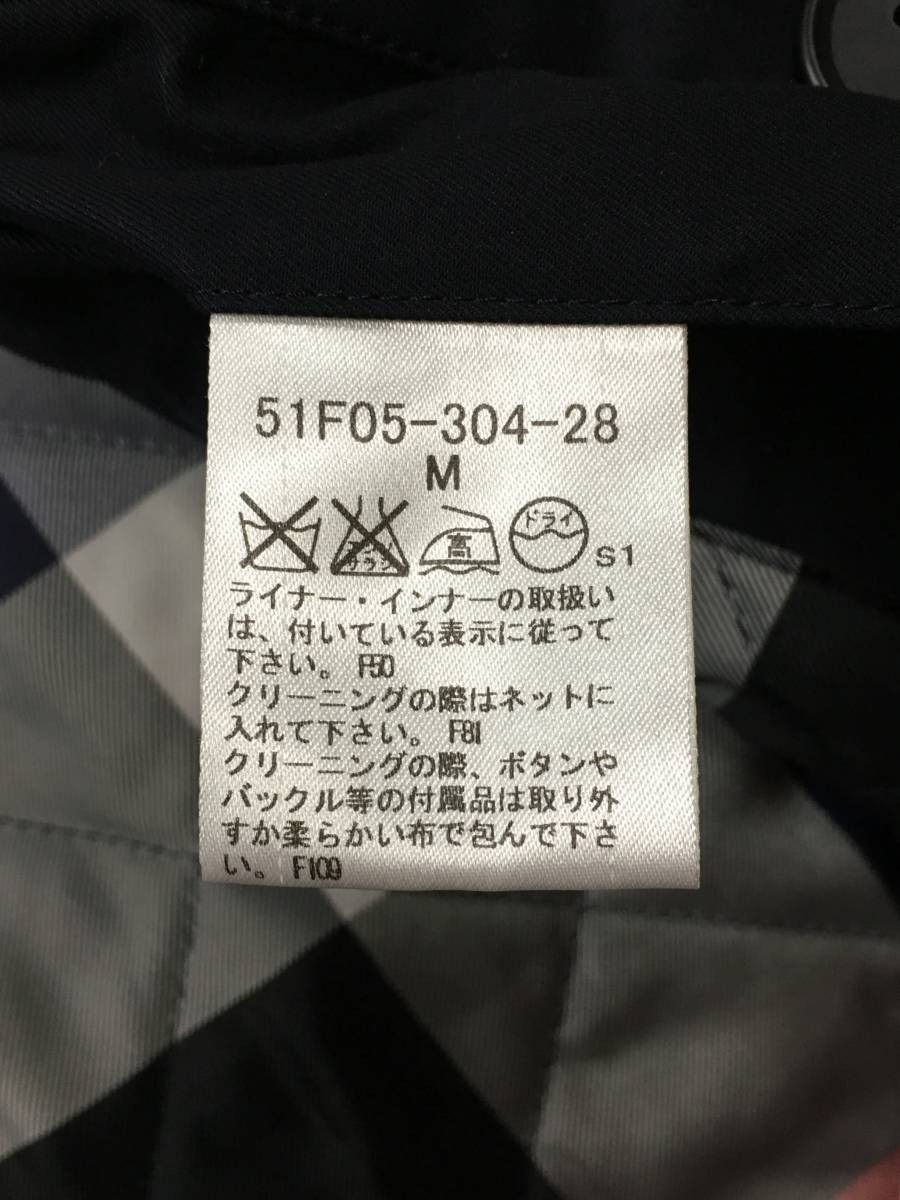 51F05-304-28
M
高
ドライ
S1
ライナー・インナーの取扱い
は、付いている表示に従って
下さい。 F50
クリーニングの際はネットに
入れて下さい。 F81
クリーニングの際、ボタンや
バックル等の付属品は取り外
すか柔らかい布で包んで下さ
い。 F109